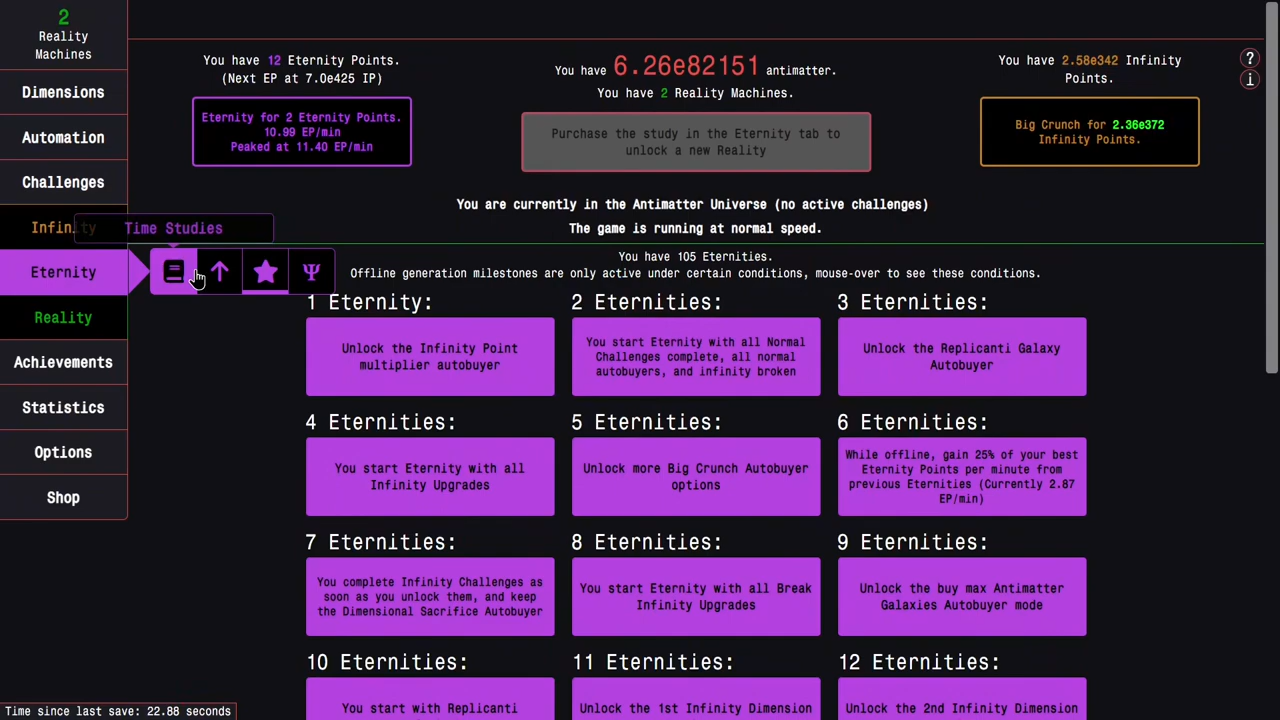 2
Reality
Machines
Dimensions
Automation
Challenges
Infin
Eternity
Reality
Achievements
Statistics
Options
Shop
Time Studies
Ψ
You have 12 Eternity Points.
(Next EP at 7.0e425 IP)
Eternity for 2 Eternity Points.
10.99 EP/min
Peaked at 11.40 EP/min
You have 6.26e82151 antimatter.
You have 2 Reality Machines.
Purchase the study in the Eternity tab to
unlock a new Reality
You have 2.58e342 Infinity
Points.
Big Crunch for 2.36e372
Infinity Points.
?
i
You are currently in the Antimatter Universe (no active challenges)
The game is running at normal speed.
You have 105 Eternities.
Offline generation milestones are only active under certain conditions, mouse-over to see these conditions.
1 Eternity:
Unlock the Infinity Point
multiplier autobuyer
2 Eternities:
You start Eternity with all Normal
Challenges complete, all normal
autobuyers, and infinity broken
3 Eternities:
Unlock the Replicanti Galaxy
Autobuyer
4 Eternities:
You start Eternity with all
Infinity Upgrades
5 Eternities:
Unlock more Big Crunch Autobuyer
options
6 Eternities:
While offline, gain 25% of your best
Eternity Points per minute from
previous Eternities (Currently 2.87
EP/min)
7 Eternities:
You complete Infinity Challenges as
soon as you unlock them, and keep
the Dimensional Sacrifice Autobuyer
8 Eternities:
You start Eternity with all Break
Infinity Upgrades
9 Eternities:
Unlock the buy max Antimatter
Galaxies Autobuyer mode
10 Eternities:
You start with Replicanti
11 Eternities:
Unlock the 1st Infinity Dimension
12 Eternities:
Unlock the 2nd Infinity Dimension
Time since last save: 22.88 seconds